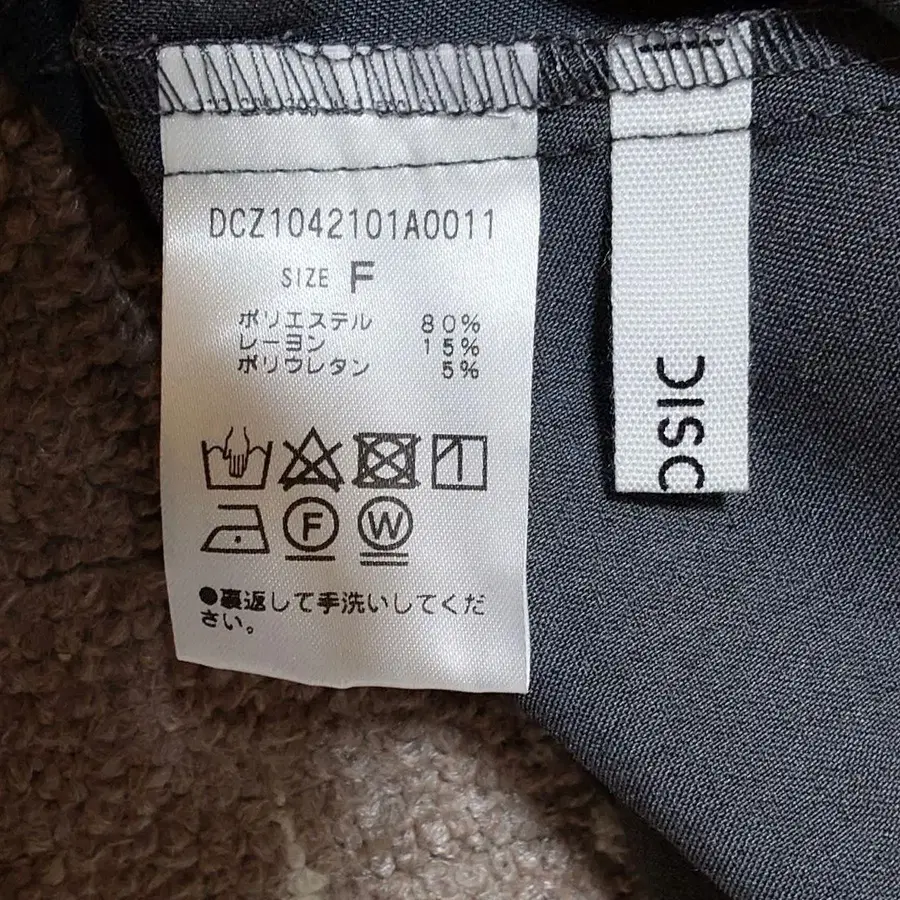 DCZ1042101A0011
SIZE F
ポリエステル 80%
レーヨン 15%
ポリウレタン 5%
F W
●裏返して手洗いしてくだ
さい。